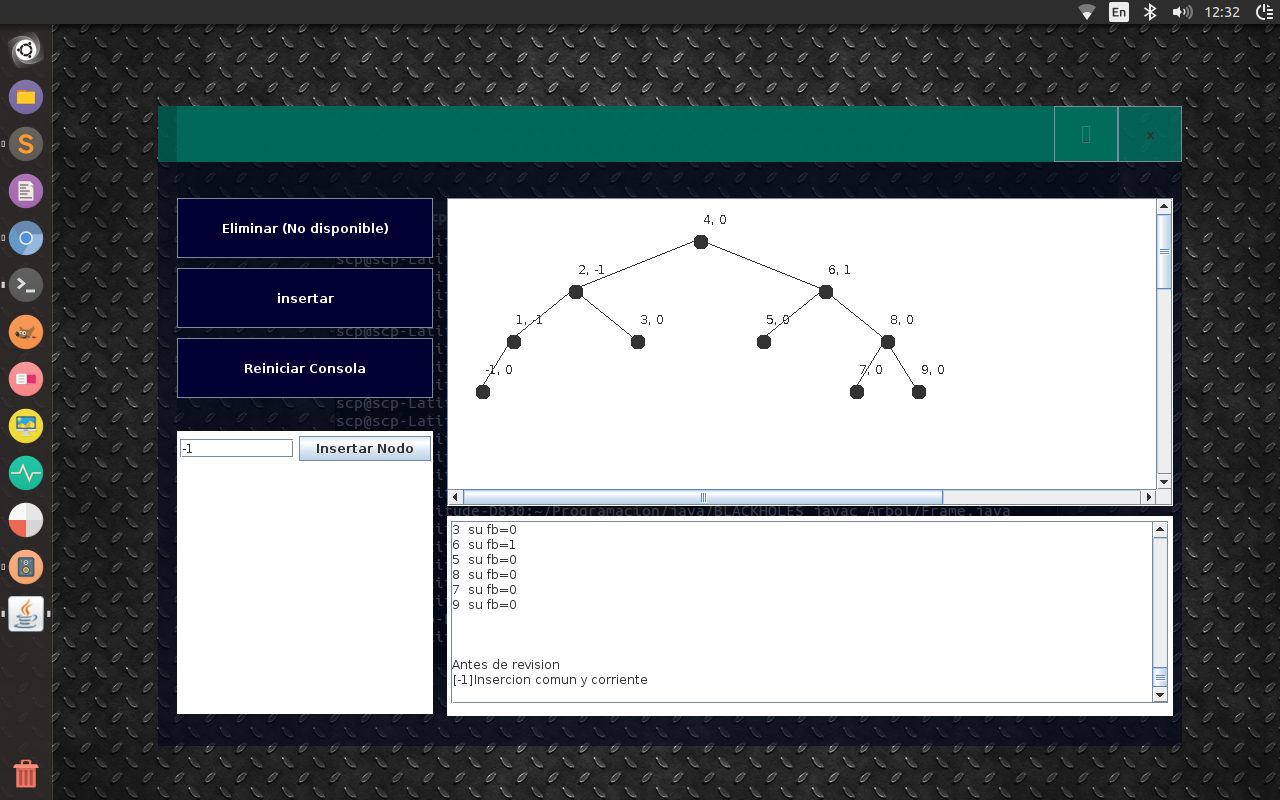 En 12:32
x
Eliminar (No disponible)
insertar
Reiniciar Consola
-1 Insertar Nodo
4, 0
2, -1 6, 1
1, -1 3, 0 5, 0 8, 0
-1, 0 7, 0 9, 0
scp@scp-Lati
scp@scp-Lati
scp@scp-Lati
itude-D830:~/Programacion/java/BLACKHOLES javac Arbol/Frame.java
3 su fb=0
6 su fb=1
5 su fb=0
8 su fb=0
7 su fb=0
9 su fb=0
Antes de revision
[-1]Insercion comun y corriente